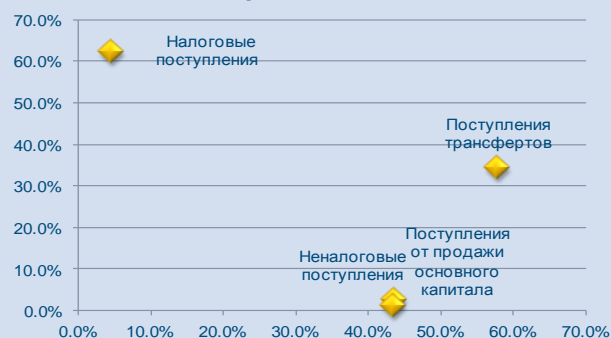 70.0%
60.0%
50.0%
40.0%
30.0%
20.0%
10.0%
0.0%
Налоговые
поступления
Поступления
трансфертов
Неналоговые
поступления
Поступления
от продажи
основного
капитала
0.0% 10.0% 20.0% 30.0% 40.0% 50.0% 60.0% 70.0%